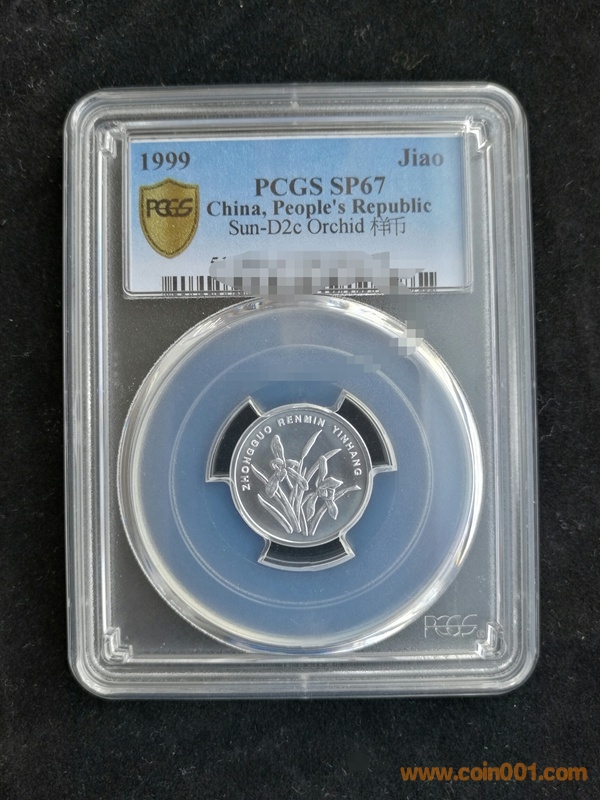 1999 Jiao
PCGS SP67
PCGS China, People's Republic
Sun-D2c Orchid 样币
ZHONGGUO RENMIN YINHANG
PCGS
www.coin001.com